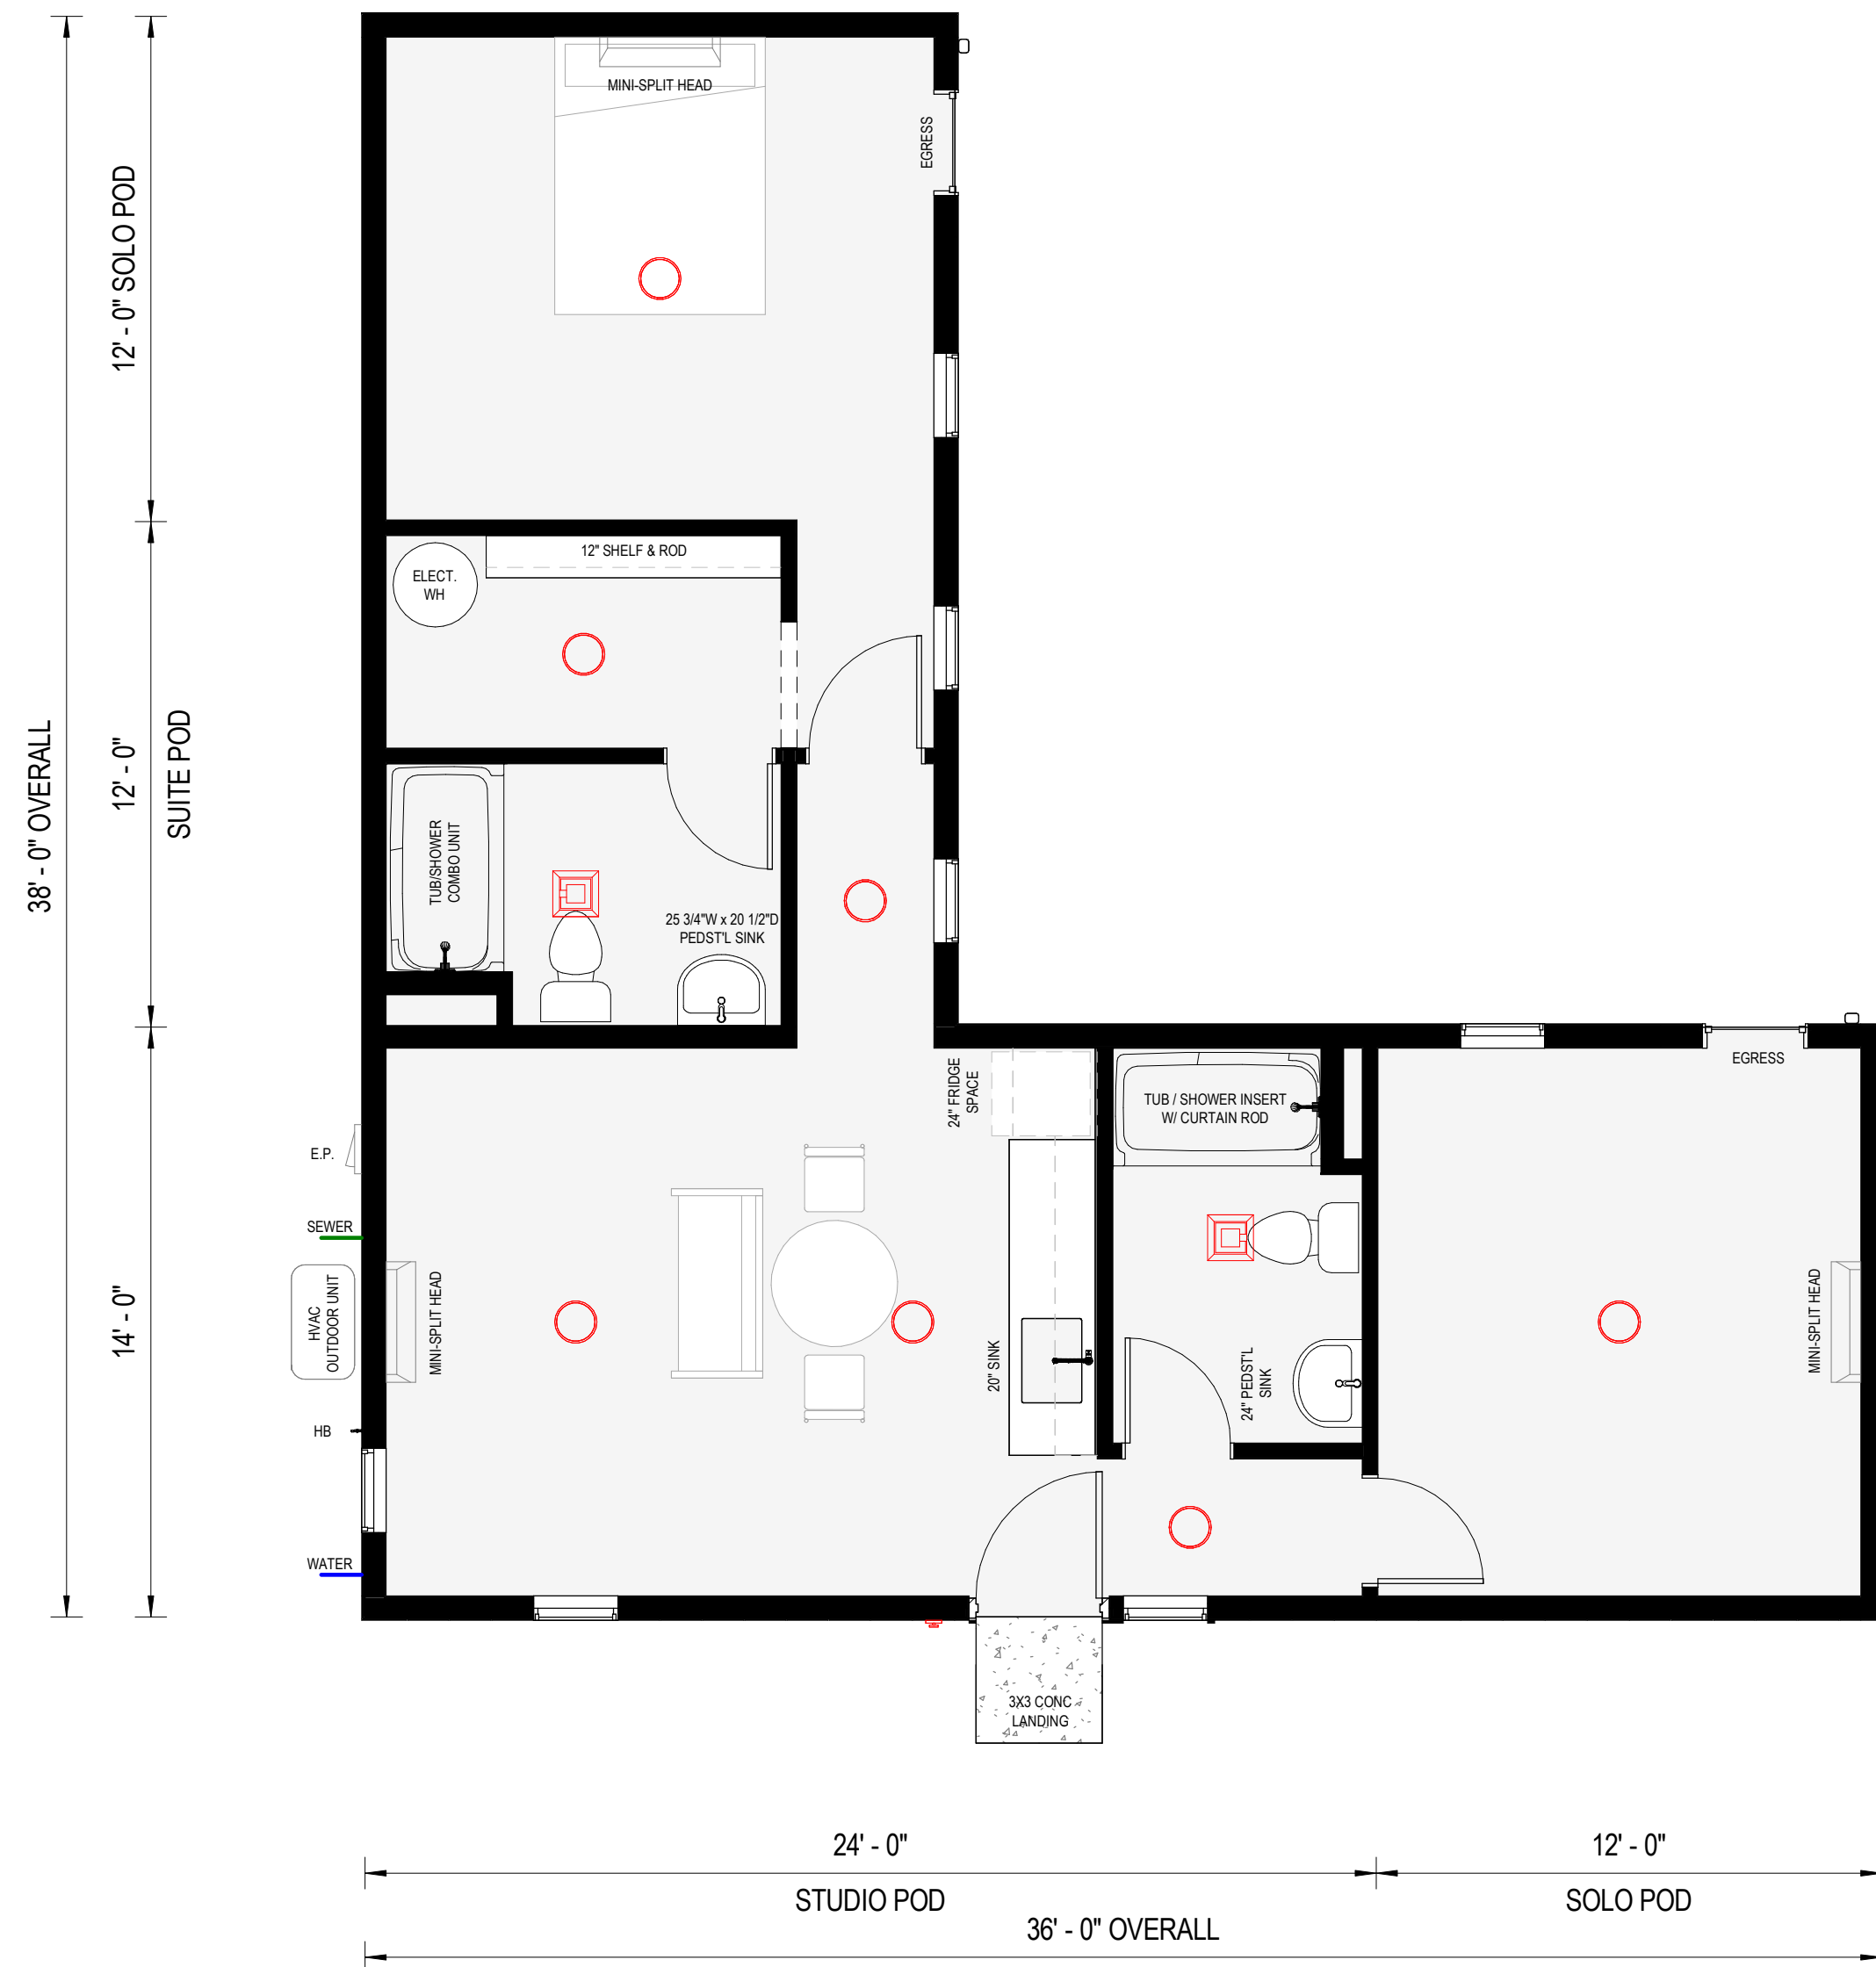 MINI-SPLIT HEAD
EGRESS
12' - 0" SOLO POD
12" SHELF & ROD
ELECT.
WH
38' - 0" OVERALL
12' - 0"
SUITE POD
TUB/SHOWER
COMBO UNIT
25 3/4"W x 20 1/2"D
PEDST'L SINK
24" FRIDGE
SPACE
TUB / SHOWER INSERT
W/ CURTAIN ROD
EGRESS
E.P.
SEWER
HVAC
OUTDOOR UNIT
MINI-SPLIT HEAD
14' - 0"
20" SINK
24" PEDST'L
SINK
MINI-SPLIT HEAD
HB
WATER
3X3 CONC
LANDING
24' - 0"
STUDIO POD
12' - 0"
SOLO POD
36' - 0" OVERALL